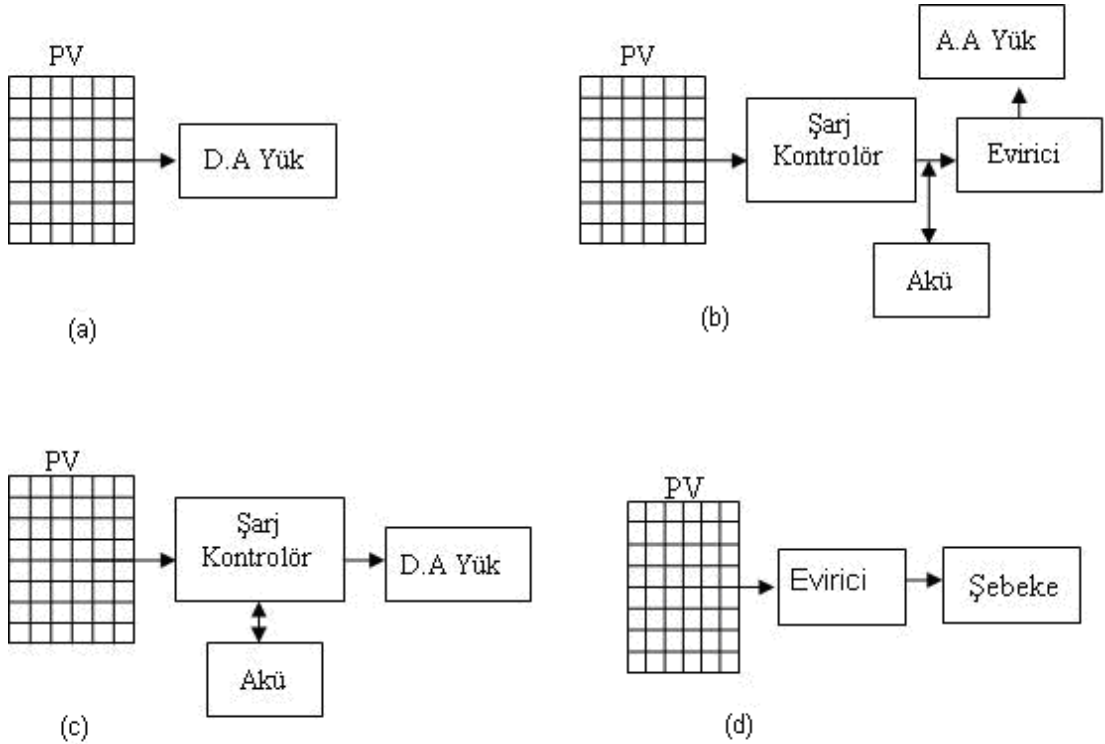 PV
D.A Yük
(a)
PV
Şarj
Kontrolör
A.A Yük
Evirici
Akü
(b)
PV
Şarj
Kontrolör
D.A Yük
Akü
(c)
PV
Evirici
Şebeke
(d)